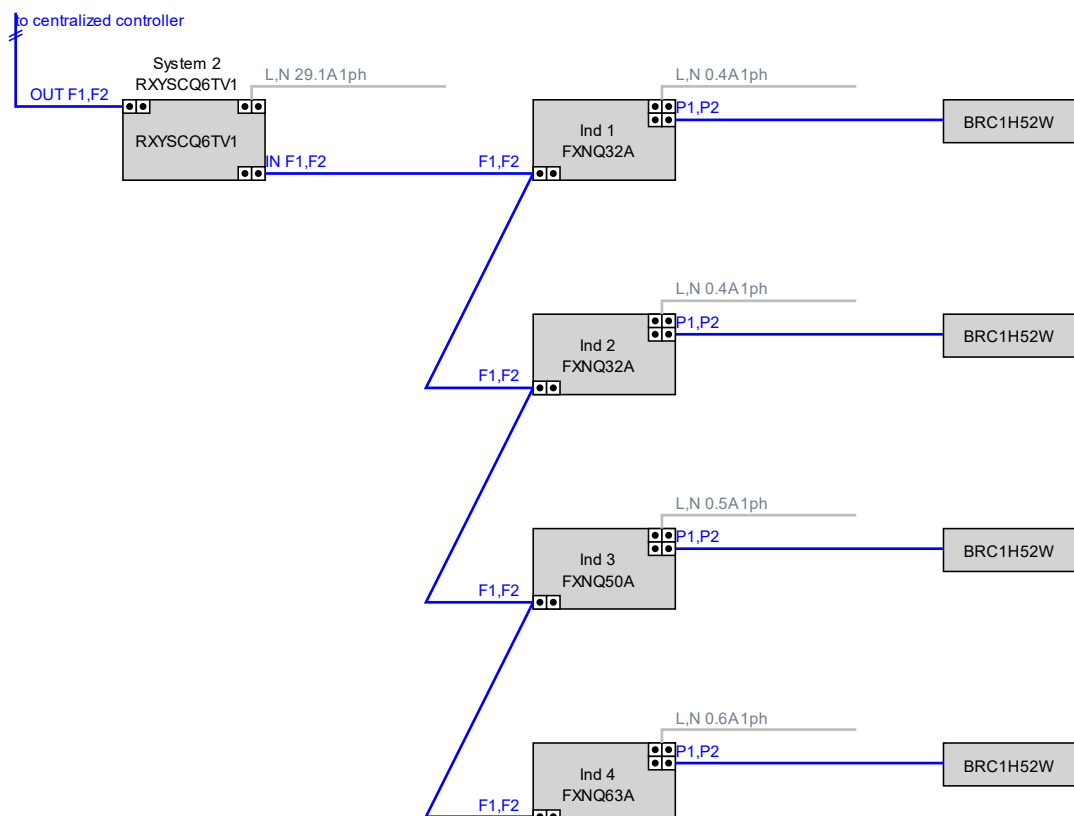 to centralized controller
System 2
RXYSCQ6TV1
L,N 29.1A1ph
OUT F1,F2
RXYSCQ6TV1
IN F1,F2
L,N 0.4A1ph
P1,P2
Ind 1
FXNQ32A
F1,F2
BRC1H52W
L,N 0.4A1ph
P1,P2
Ind 2
FXNQ32A
F1,F2
BRC1H52W
L,N 0.5A1ph
P1,P2
Ind 3
FXNQ50A
F1,F2
BRC1H52W
L,N 0.6A1ph
P1,P2
Ind 4
FXNQ63A
F1,F2
BRC1H52W